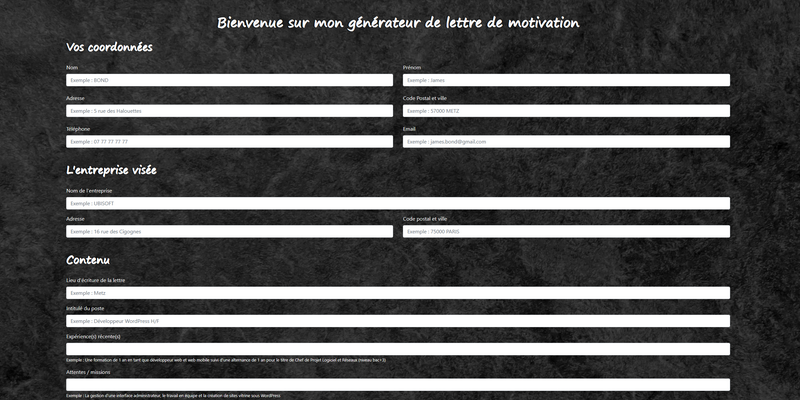 Bienvenue sur mon générateur de lettre de motivation
Vos coordonnées
Nom
Prénom
Exemple : BOND
Exemple : James
Adresse
Code Postal et ville
Exemple : 5 rue des Halouettes
Exemple : 57000 METZ
Téléphone
Email
Exemple : 07 77 77 77 77
Exemple : james.bond@gmail.com
L'entreprise visée
Nom de l'entreprise
Exemple : UBISOFT
Adresse
Code postal et ville
Exemple : 16 rue des Cigognes
Exemple : 75000 PARIS
Contenu
Lieu d'écriture de la lettre
Exemple : Metz
Intitulé du poste
Exemple : Développeur WordPress H/F
Expérience(s) récente(s)
Exemple : Une formation de 1 an en tant que développeur web et web mobile suivi d'une alternance de 1 an pour le titre de Chef de Projet Logiciel et Réseaux (niveau bac+3)
Attentes / missions
Exemple : La gestion d'une interface administrateur, le travail en équipe et la création de sites vitrine sous WordPress